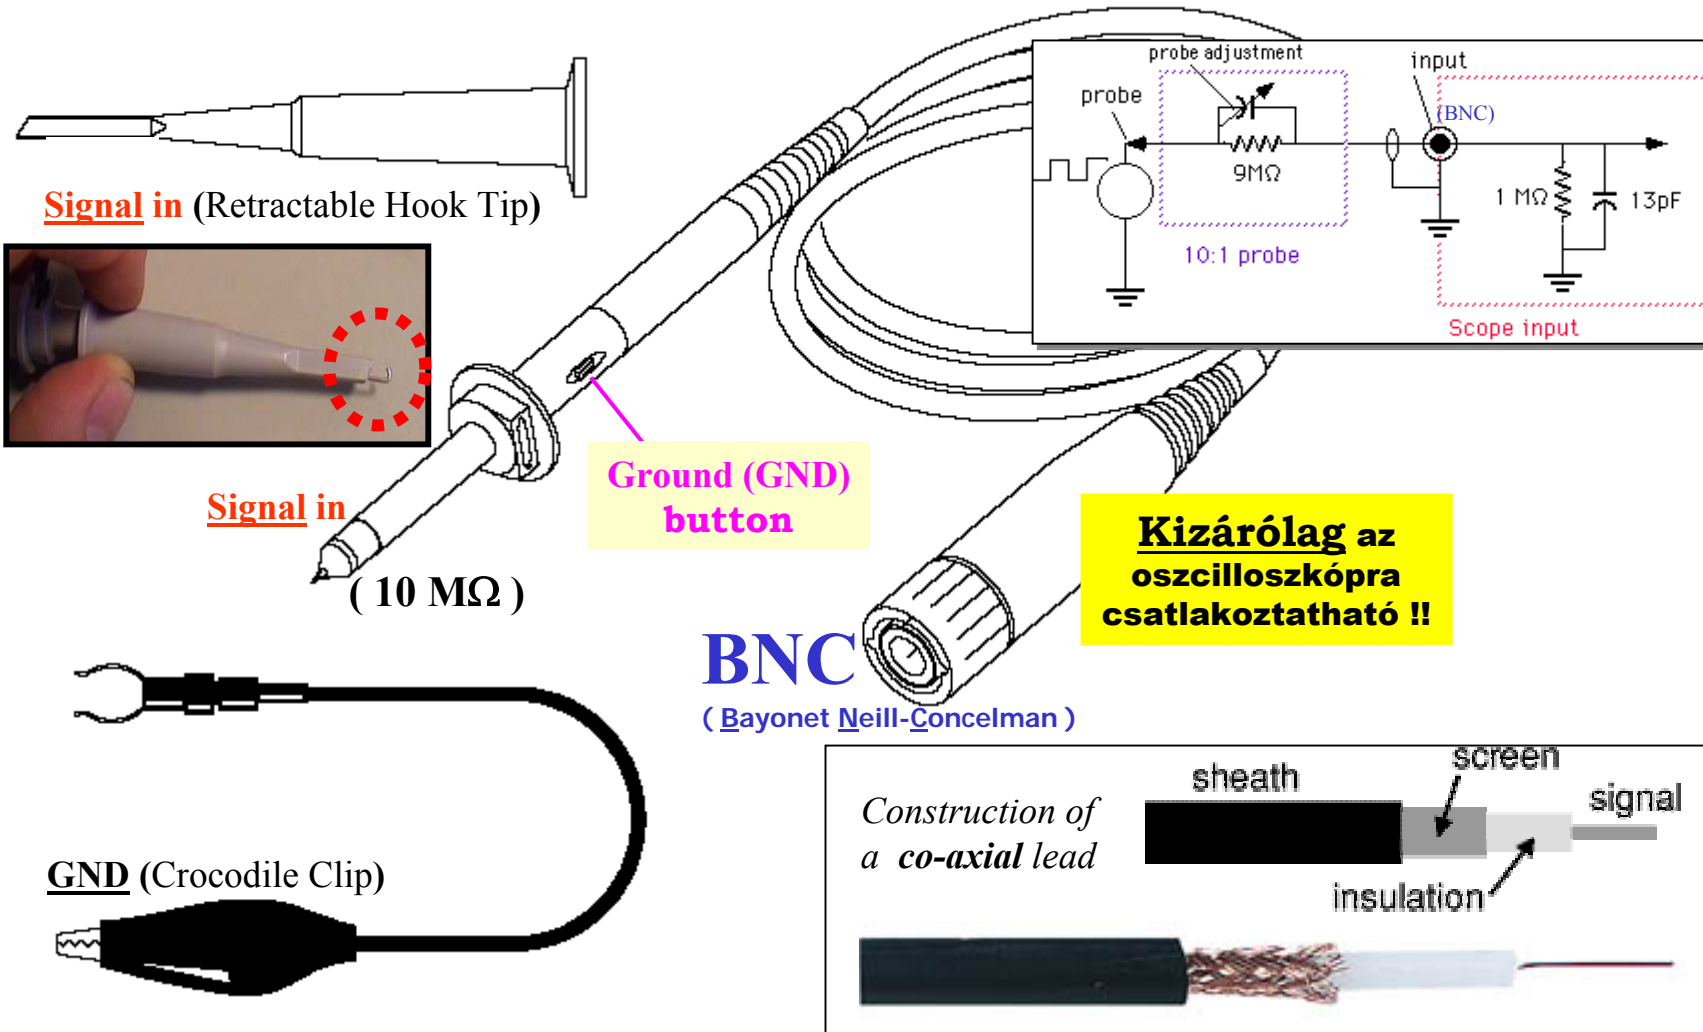 probe adjustment
input
probe
(BNC)
9MΩ
1 MΩ
13pF
10:1 probe
Scope input
Signal in (Retractable Hook Tip)
Signal in
( 10 MΩ )
Ground (GND)
button
Kizárólag az
oszcilloszkópra
csatlakoztatható !!
BNC
( Bayonet Neill-Concelman )
GND (Crocodile Clip)
Construction of
a co-axial lead
sheath
screen
signal
insulation